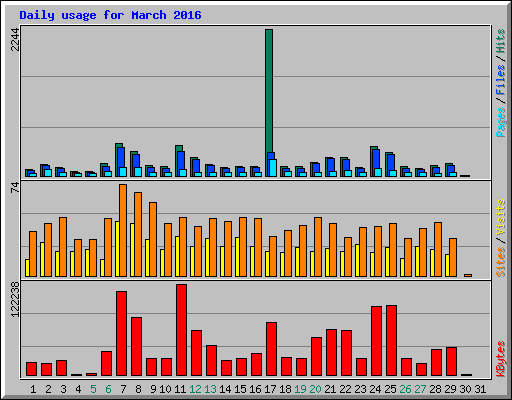 Daily usage for March 2016
2244
Pages / Files / Hits
74
Sites / Visits
122238
KBytes
1 2 3 4 5 6 7 8 9 10 11 12 13 14 15 16 17 18 19 20 21 22 23 24 25 26 27 28 29 30 31